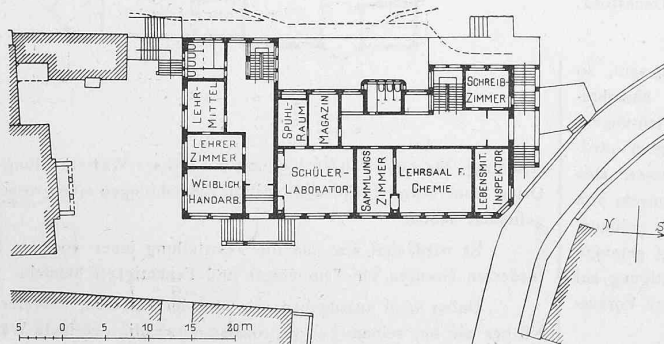 SCHREIB-
ZIMMER
LEHR-
MITTEL
SPÜHL-
RAUM
MAGAZIN
LEHRER
ZIMMER
WEIBLICH.
HANDARB.
SCHÜLER-
LABORATOR.
SAMMLUNGS
ZIMMER
LEHRSAAL F.
CHEMIE
LEBENSMIT.
INSPEKTOR
N S
5 0 5 10 15 20 m